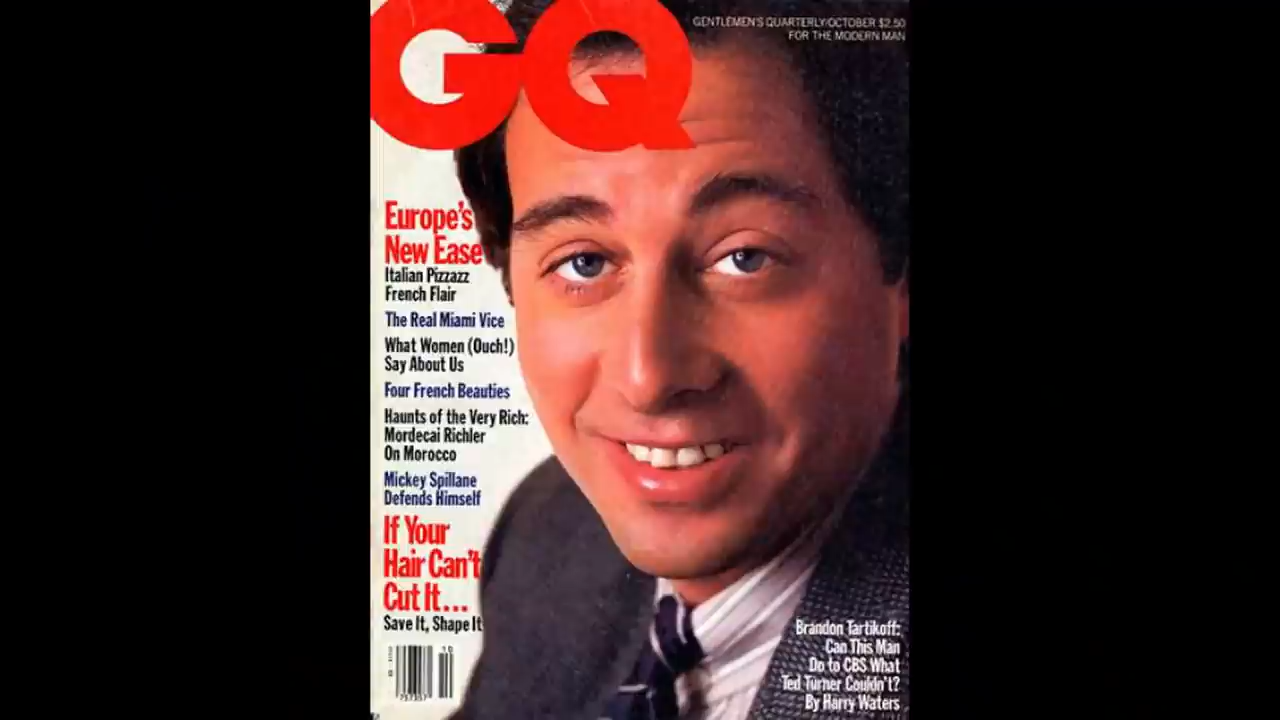 GQ
GENTLEMEN'S QUARTERLY/OCTOBER $2.50
FOR THE MODERN MAN
Europe's
New Ease
Italian Pizzazz
French Flair
The Real Miami Vice
What Women (Ouch!)
Say About Us
Four French Beauties
Haunts of the Very Rich:
Mordecai Richler
On Morocco
Mickey Spillane
Defends Himself
If Your
Hair Can't
Cut It...
Save It, Shape It
10
Brandon Tartikoff:
Can This Man
Do to CBS What
Ted Turner Couldn't?
By Harry Waters